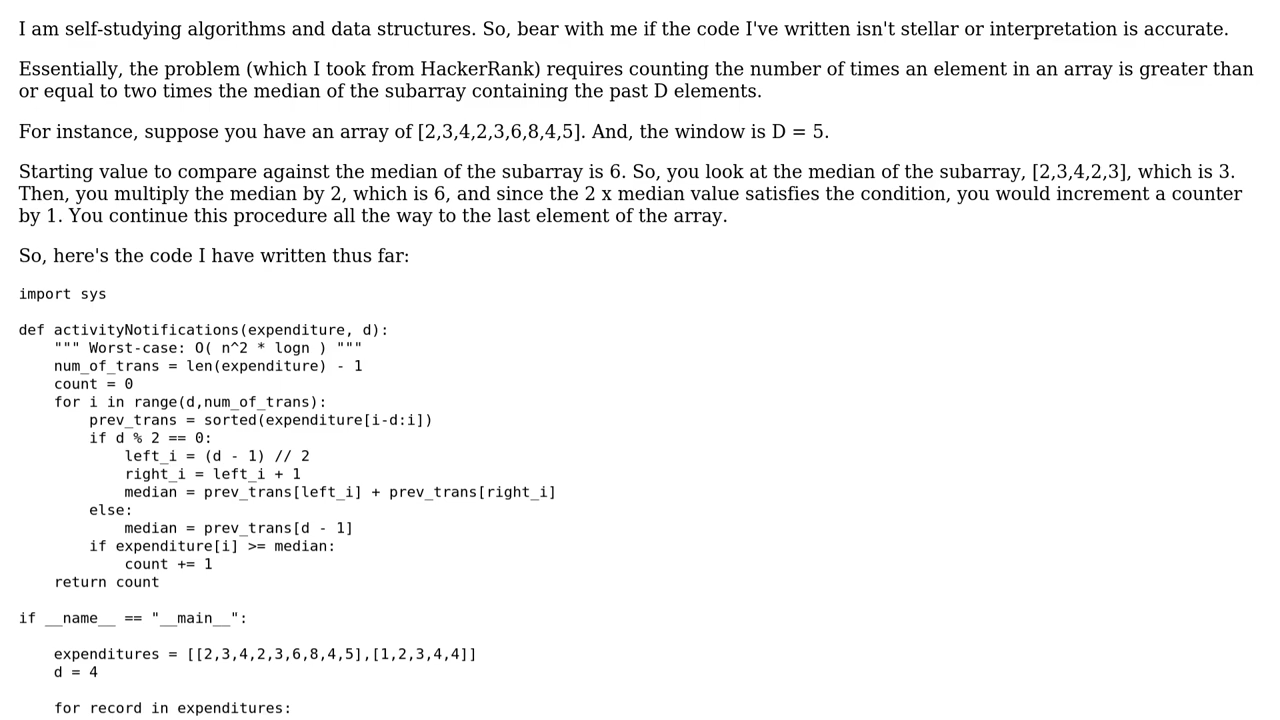 I am self-studying algorithms and data structures. So, bear with me if the code I've written isn't stellar or interpretation is accurate.
Essentially, the problem (which I took from HackerRank) requires counting the number of times an element in an array is greater than
or equal to two times the median of the subarray containing the past D elements.
For instance, suppose you have an array of [2,3,4,2,3,6,8,4,5]. And, the window is D = 5.
Starting value to compare against the median of the subarray is 6. So, you look at the median of the subarray, [2,3,4,2,3], which is 3.
Then, you multiply the median by 2, which is 6, and since the 2 x median value satisfies the condition, you would increment a counter
by 1. You continue this procedure all the way to the last element of the array.
So, here's the code I have written thus far:
import sys
def activityNotifications(expenditure, d):
    """ Worst-case: O( n^2 * logn ) """
    num_of_trans = len(expenditure) - 1
    count = 0
    for i in range(d,num_of_trans):
        prev_trans = sorted(expenditure[i-d:i])
        if d % 2 == 0:
            left_i = (d - 1) // 2
            right_i = left_i + 1
            median = prev_trans[left_i] + prev_trans[right_i]
        else:
            median = prev_trans[d - 1]
        if expenditure[i] >= median:
            count += 1
    return count
if __name__ == "__main__":
    expenditures = [[2,3,4,2,3,6,8,4,5],[1,2,3,4,4]]
    d = 4
    for record in expenditures: